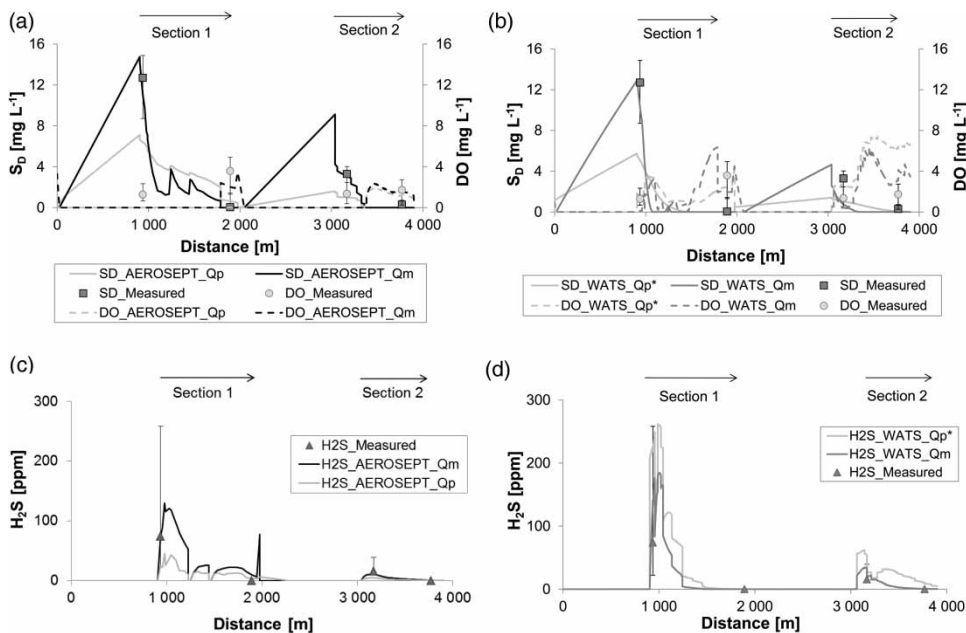 (a)
Section 1
Section 2
16
12
8
4
0
S_D [mg L⁻¹]
16
12
8
4
0
DO [mg L⁻¹]
0
1 000
2 000
3 000
4 000
Distance [m]
SD_AEROSEPT_Qp
SD_AEROSEPT_Qm
SD_Measured
DO_Measured
DO_AEROSEPT_Qp
DO_AEROSEPT_Qm
(b)
Section 1
Section 2
16
12
8
4
0
S_D [mg L⁻¹]
16
12
8
4
0
DO [mg L⁻¹]
0
1 000
2 000
3 000
4 000
Distance [m]
SD_WATS_Qp*
SD_WATS_Qm
SD_Measured
DO_WATS_Qp*
DO_WATS_Qm
DO_Measured
(c)
Section 1
Section 2
300
200
100
0
H₂S [ppm]
H2S_Measured
H2S_AEROSEPT_Qm
H2S_AEROSEPT_Qp
0
1 000
2 000
3 000
4 000
Distance [m]
(d)
Section 1
Section 2
300
200
100
0
H₂S [ppm]
H2S_WATS_Qp*
H2S_WATS_Qm
H2S_Measured
0
1 000
2 000
3 000
4 000
Distance [m]